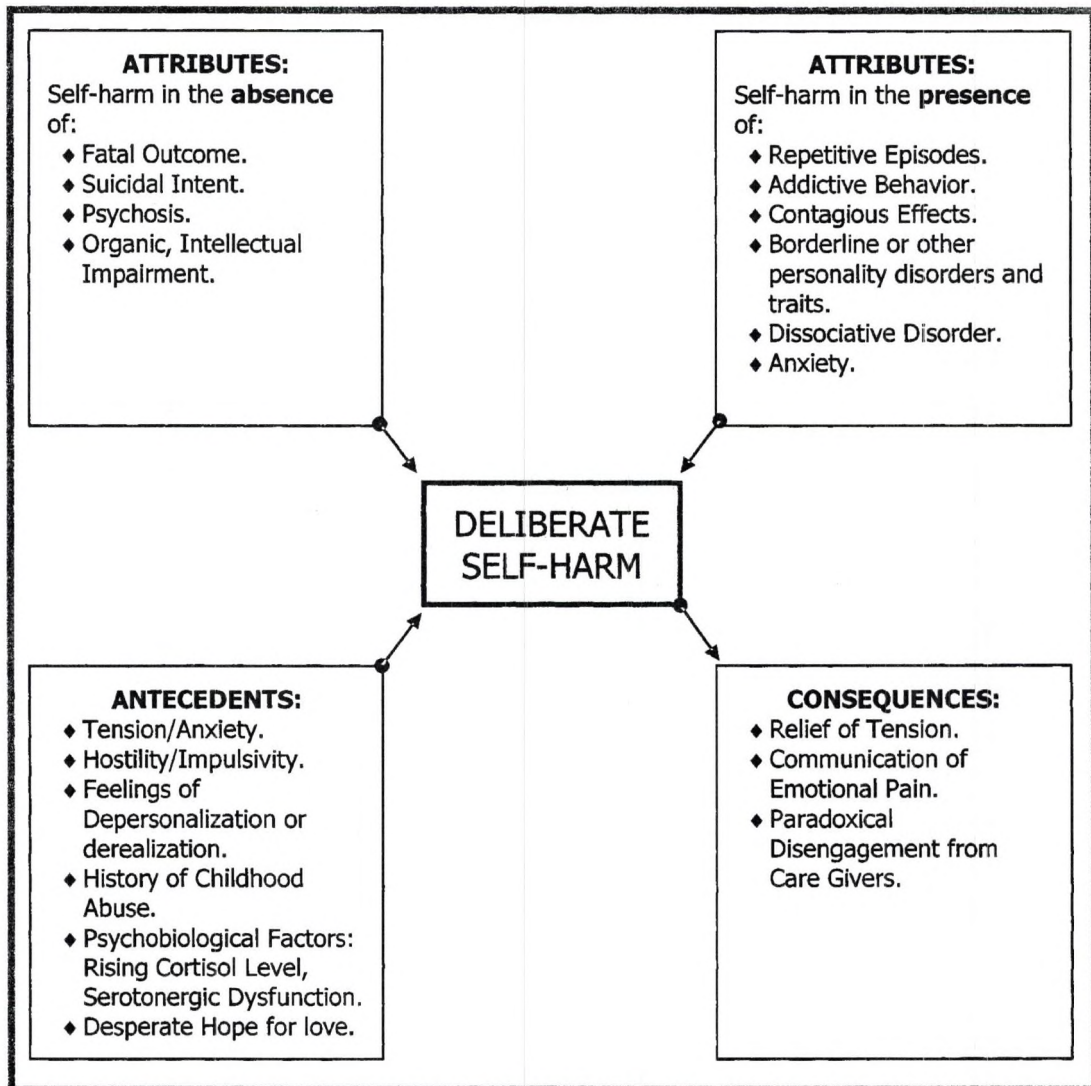 ATTRIBUTES:
Self-harm in the absence
of:
♦ Fatal Outcome.
♦ Suicidal Intent.
♦ Psychosis.
♦ Organic, Intellectual
Impairment.
ATTRIBUTES:
Self-harm in the presence
of:
♦ Repetitive Episodes.
♦ Addictive Behavior.
♦ Contagious Effects.
♦ Borderline or other
personality disorders and
traits.
♦ Dissociative Disorder.
♦ Anxiety.
DELIBERATE
SELF-HARM
ANTECEDENTS:
♦ Tension/Anxiety.
♦ Hostility/Impulsivity.
♦ Feelings of
Depersonalization or
derealization.
♦ History of Childhood
Abuse.
♦ Psychobiological Factors:
Rising Cortisol Level,
Serotonergic Dysfunction.
♦ Desperate Hope for love.
CONSEQUENCES:
♦ Relief of Tension.
♦ Communication of
Emotional Pain.
♦ Paradoxical
Disengagement from
Care Givers.